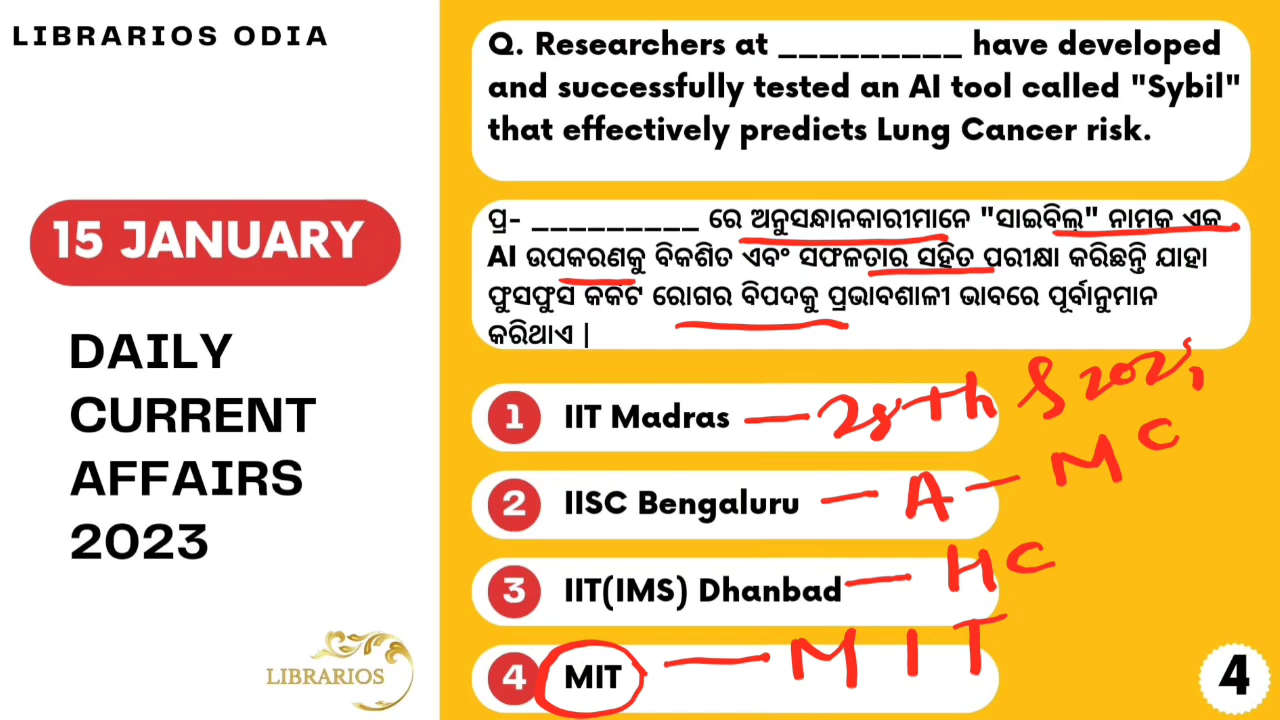 LIBRARIOS ODIA
15 JANUARY
DAILY
CURRENT
AFFAIRS
2023
LIBRARIOS
Q. Researchers at _________ have developed
and successfully tested an AI tool called "Sybil"
that effectively predicts Lung Cancer risk.
ପ୍ର- _________ ରେ ଅନୁସନ୍ଧାନକାରୀମାନେ "ସାଇବିଲ୍" ନାମକ ଏକ
AI ଉପକରଣକୁ ବିକଶିତ ଏବଂ ସଫଳତାର ସହିତ ପରୀକ୍ଷା କରିଛନ୍ତି ଯାହା
ଫୁସଫୁସ କର୍କଟ ରୋଗର ବିପଦକୁ ପ୍ରଭାବଶାଳୀ ଭାବରେ ପୂର୍ବାନୁମାନ
କରିଥାଏ |
1 IIT Madras —
2 IISC Bengaluru — A — MC
3 IIT(IMS) Dhanbad — HC
4 MIT — MIT
4